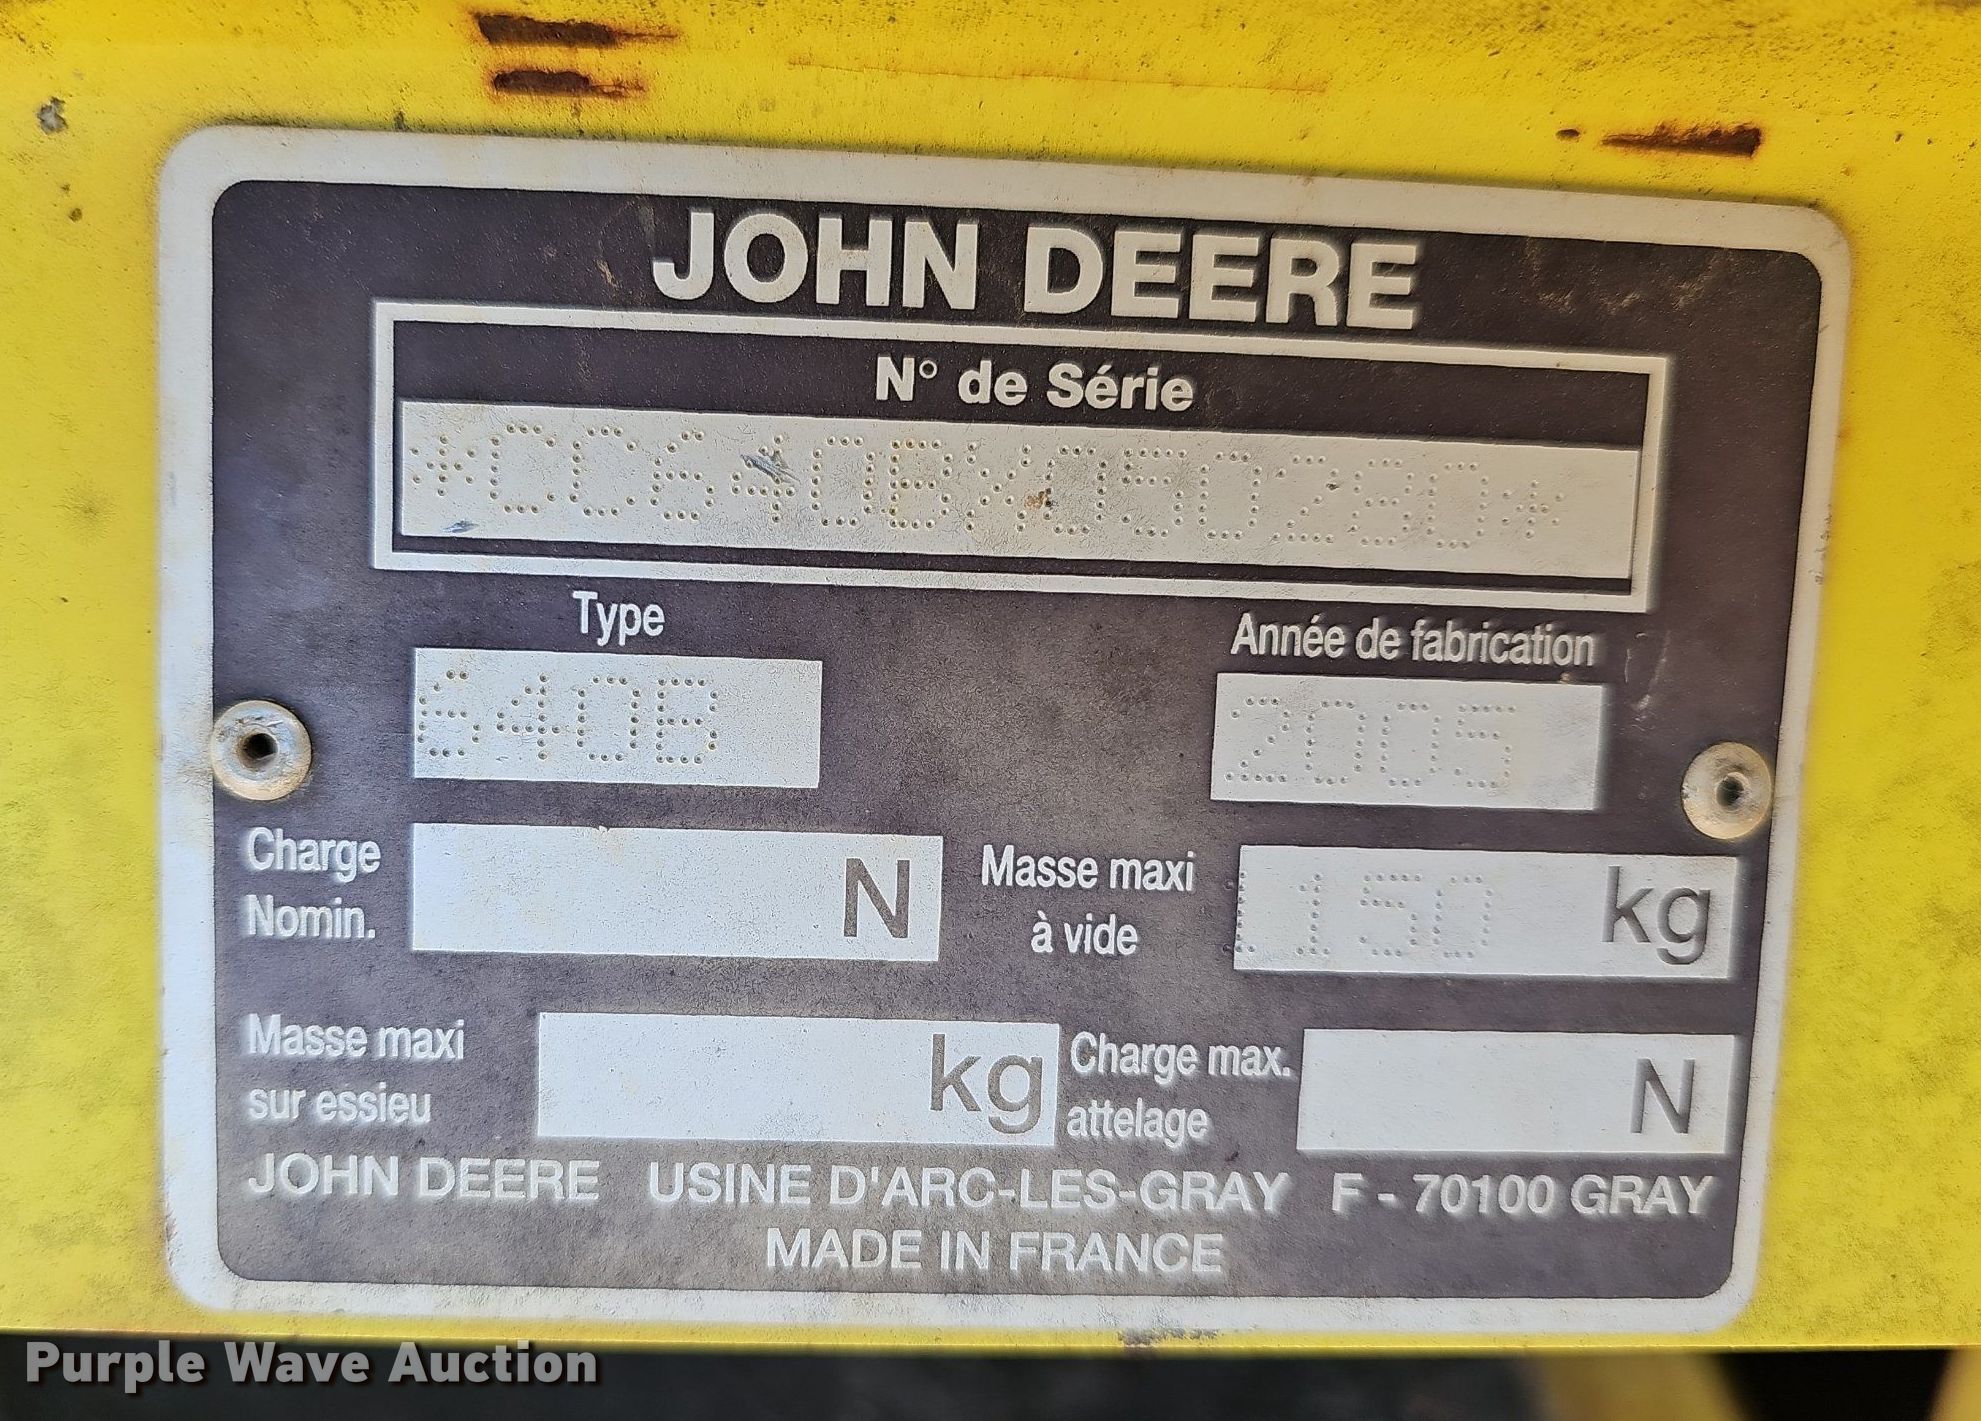 JOHN DEERE
N° de Série
*CC640BX050280*
Type
Année de fabrication
640B
2005
Charge
Nomin.
N
Masse maxi
à vide
1150 kg
Masse maxi
sur essieu
kg
Charge max.
attelage
N
JOHN DEERE USINE D'ARC-LES-GRAY F - 70100 GRAY
MADE IN FRANCE
Purple Wave Auction